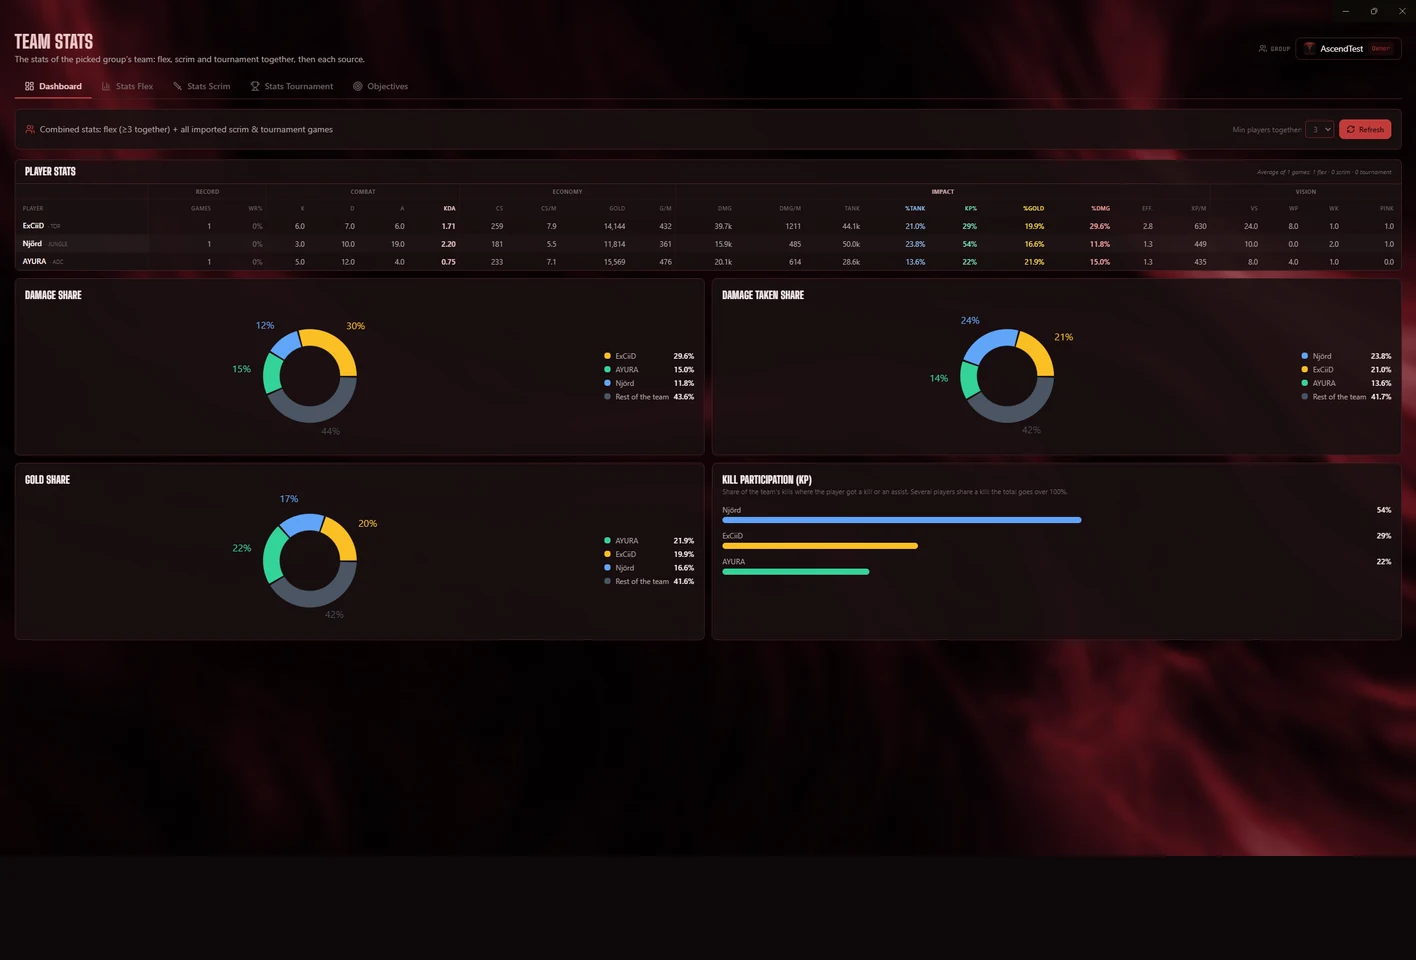 TEAM STATS
The stats of the picked group's team: flex, scrim and tournament together, then each source.
GROUP AscendTest Owner
Dashboard Stats Flex Stats Scrim Stats Tournament Objectives
Combined stats: flex (≥3 together) + all imported scrim & tournament games
Min players together: 3 Refresh
PLAYER STATS
Average of 1 games: 1 flex · 0 scrim · 0 tournament
RECORD COMBAT ECONOMY IMPACT VISION
PLAYER GAMES WR% K D A KDA CS CS/M GOLD G/M DMG DMG/M TANK %TANK KP% %GOLD %DMG EFF. XP/M VS WP WK PINK
ExCiiD · TOP 1 0% 6.0 7.0 6.0 1.71 259 7.9 14,144 432 39.7k 1211 44.1k 21.0% 29% 19.9% 29.6% 2.8 630 24.0 8.0 1.0 1.0
Njörd · JUNGLE 1 0% 3.0 10.0 19.0 2.20 181 5.5 11,814 361 15.9k 485 50.0k 23.8% 54% 16.6% 11.8% 1.3 449 10.0 0.0 2.0 1.0
AYURA · ADC 1 0% 5.0 12.0 4.0 0.75 233 7.1 15,569 476 20.1k 614 28.6k 13.6% 22% 21.9% 15.0% 1.3 435 8.0 4.0 1.0 0.0
DAMAGE SHARE
12% 30%
15%
44%
ExCiiD 29.6%
AYURA 15.0%
Njörd 11.8%
Rest of the team 43.6%
DAMAGE TAKEN SHARE
24%
21%
14%
42%
Njörd 23.8%
ExCiiD 21.0%
AYURA 13.6%
Rest of the team 41.7%
GOLD SHARE
17%
20%
22%
42%
AYURA 21.9%
ExCiiD 19.9%
Njörd 16.6%
Rest of the team 41.6%
KILL PARTICIPATION (KP)
Share of the team's kills where the player got a kill or an assist. Several players share a kill: the total goes over 100%.
Njörd 54%
ExCiiD 29%
AYURA 22%